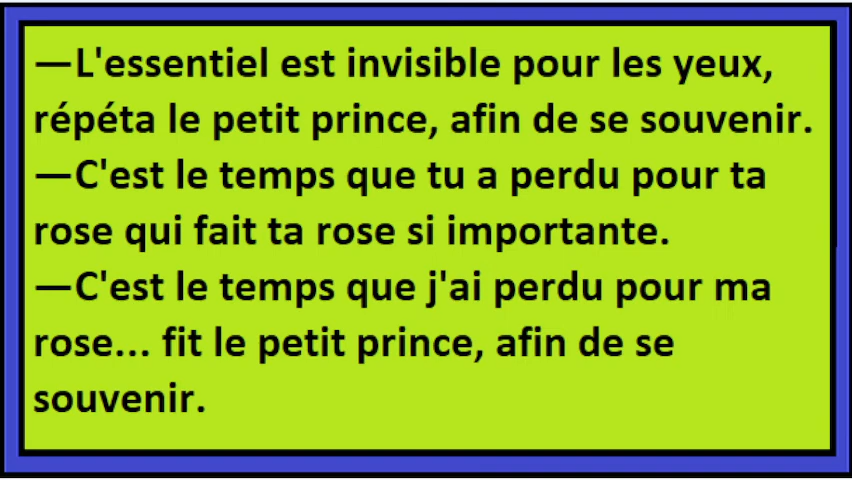 —L'essentiel est invisible pour les yeux,
répéta le petit prince, afin de se souvenir.
—C'est le temps que tu a perdu pour ta
rose qui fait ta rose si importante.
—C'est le temps que j'ai perdu pour ma
rose... fit le petit prince, afin de se
souvenir.